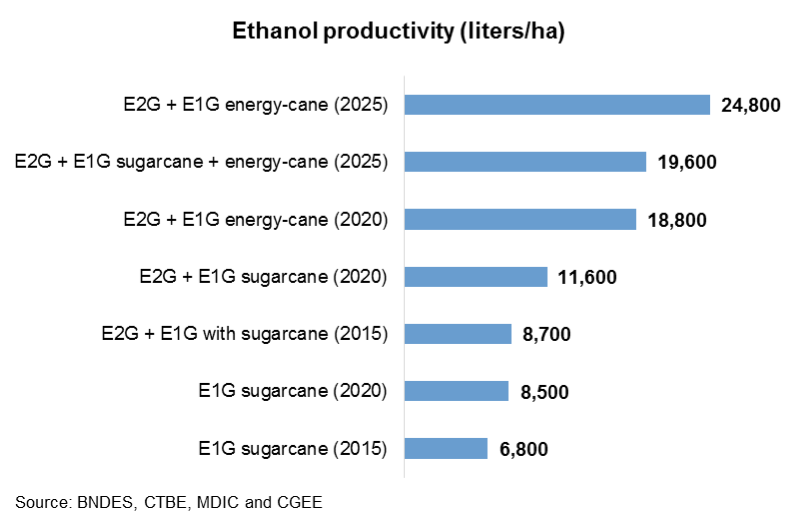 Ethanol productivity (liters/ha)
E2G + E1G energy-cane (2025) 24,800
E2G + E1G sugarcane + energy-cane (2025) 19,600
E2G + E1G energy-cane (2020) 18,800
E2G + E1G sugarcane (2020) 11,600
E2G + E1G with sugarcane (2015) 8,700
E1G sugarcane (2020) 8,500
E1G sugarcane (2015) 6,800
Source: BNDES, CTBE, MDIC and CGEE